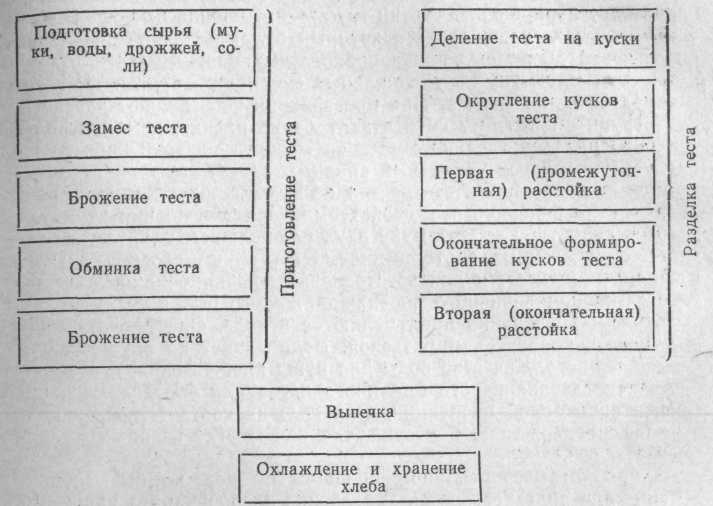 Подготовка сырья (му-
ки, воды, дрожжей, со-
ли)
Замес теста
Брожение теста
Обминка теста
Брожение теста
Приготовление теста
Деление теста на куски
Округление кусков
теста
Первая (промежуточ-
ная) расстойка
Окончательное формиро-
вание кусков теста
Вторая (окончательная)
расстойка
Разделка теста
Выпечка
Охлаждение и хранение
хлеба